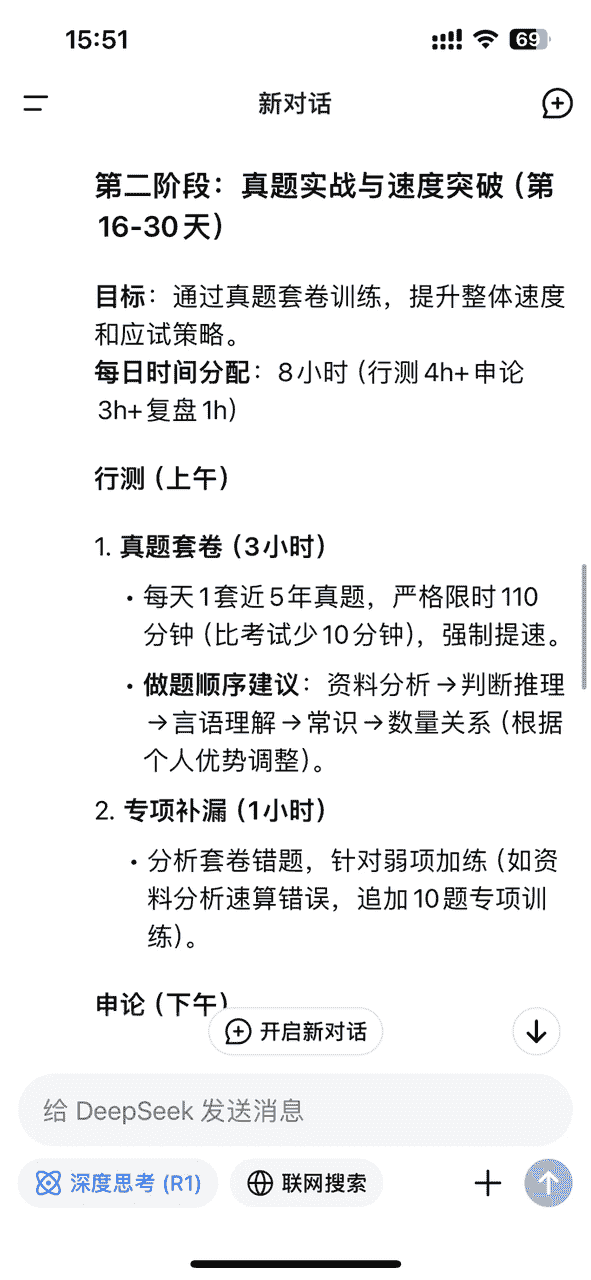 15:51
69
新对话
第二阶段：真题实战与速度突破（第
16-30天）
目标：通过真题套卷训练，提升整体速度
和应试策略。
每日时间分配：8小时（行测4h+申论
3h+复盘1h）
行测（上午）
1. 真题套卷（3小时）
• 每天1套近5年真题，严格限时110
分钟（比考试少10分钟），强制提速。
• 做题顺序建议：资料分析→判断推理
→言语理解→常识→数量关系（根据
个人优势调整）。
2. 专项补漏（1小时）
• 分析套卷错题，针对弱项加练（如资
料分析速算错误，追加10题专项训
练）。
申论（下午）
开启新对话
给 DeepSeek 发送消息
深度思考 (R1)
联网搜索